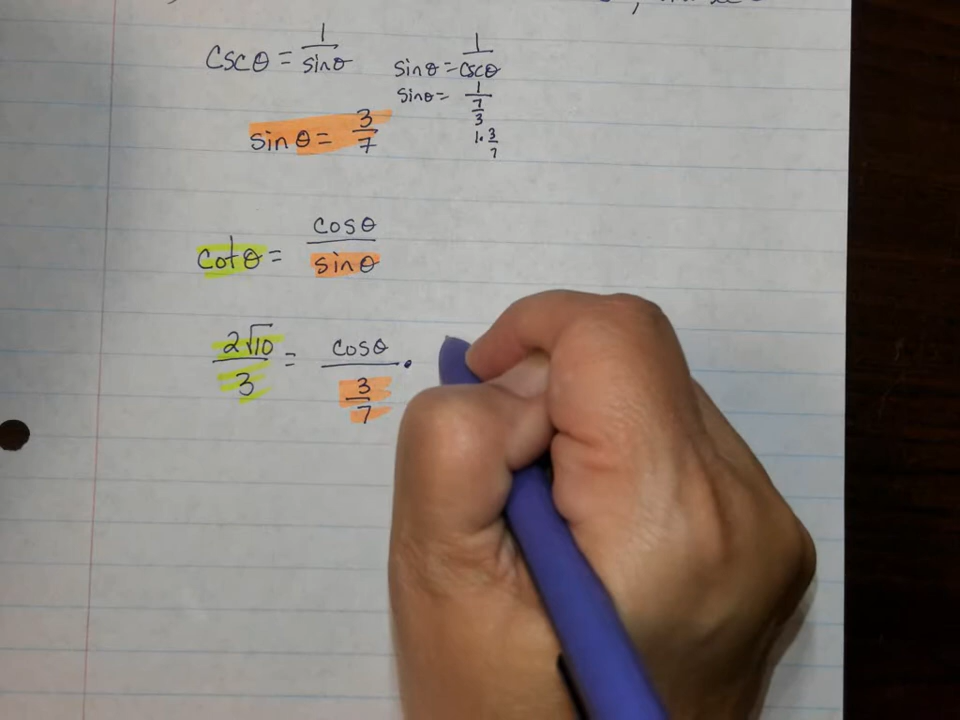 cscθ = 1/sinθ
sinθ = 1/cscθ
sinθ = 1/(7/3)
1·3/7
sinθ = 3/7
cotθ = cosθ/sinθ
2√10/3 = cosθ/(3/7) ·